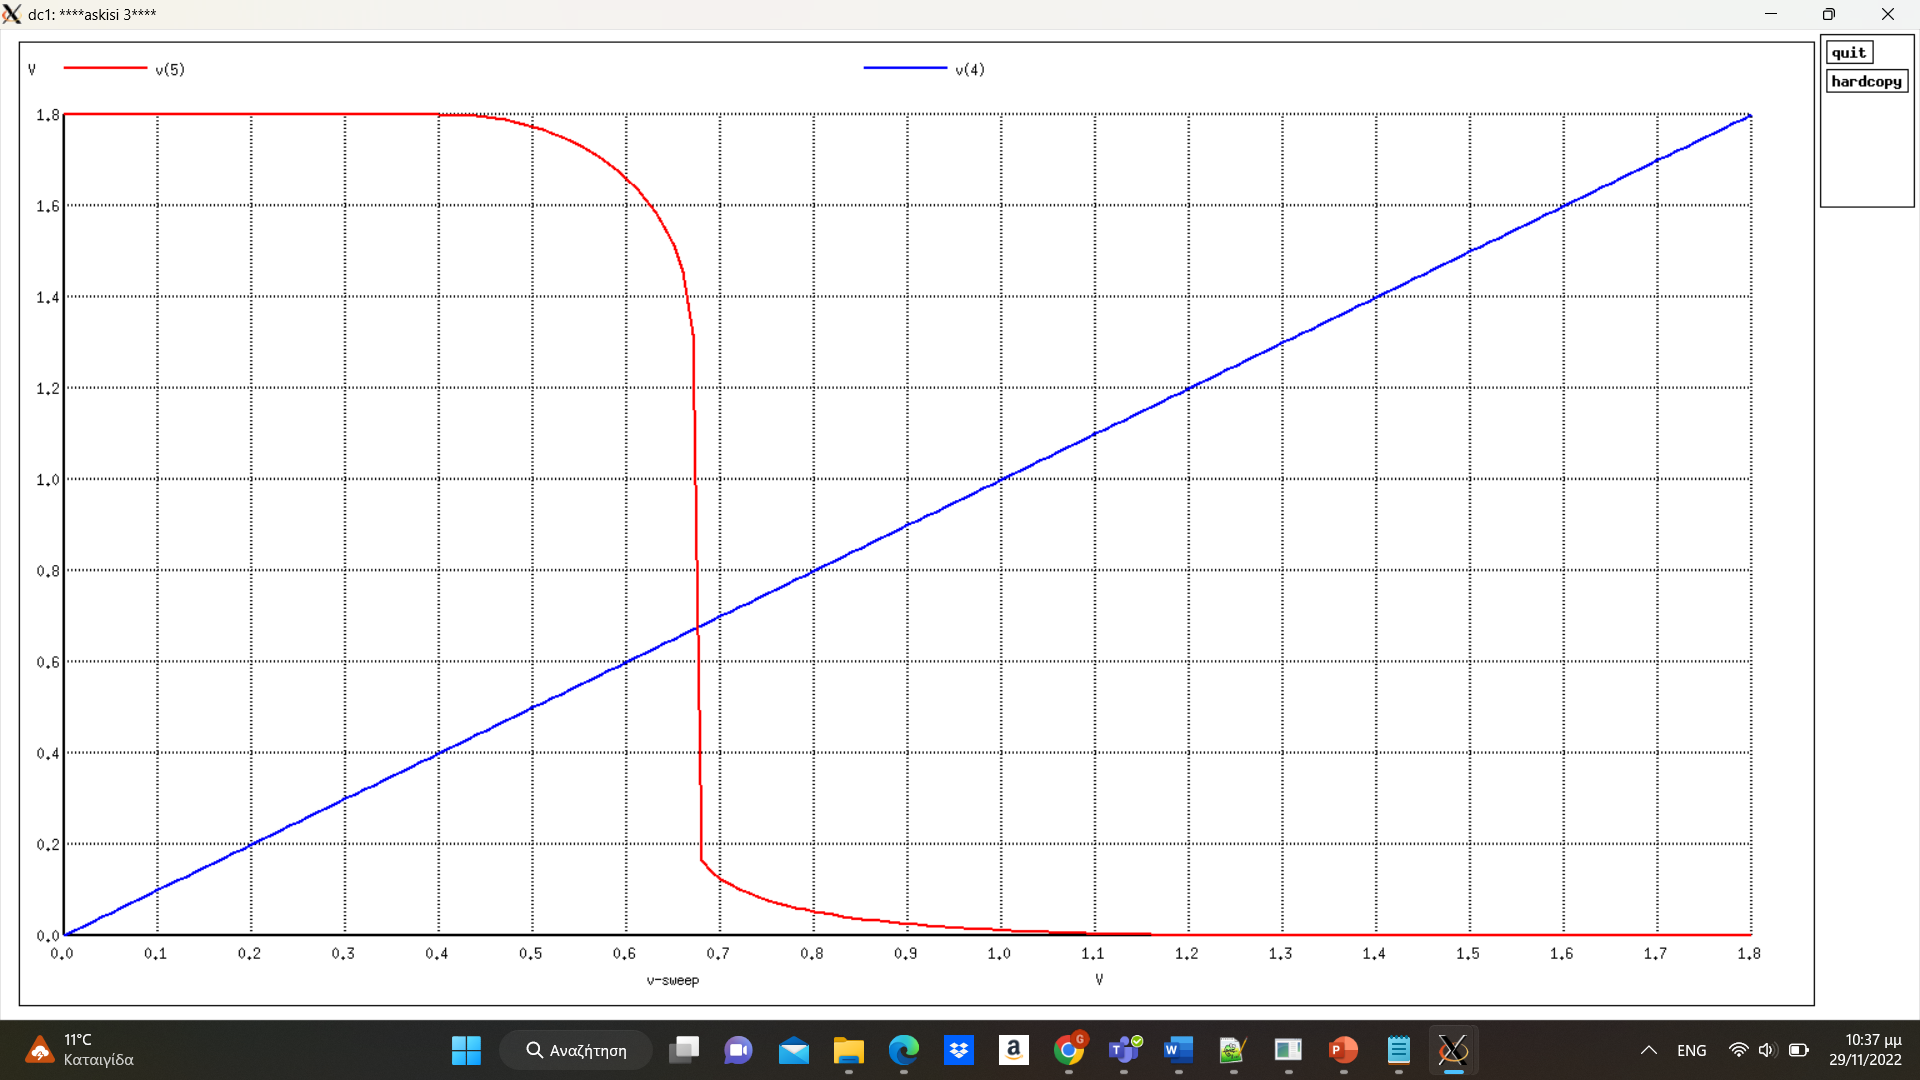 dc1: ****askisi 3****
quit
hardcopy
V v(5) v(4)
1.8
1.6
1.4
1.2
1.0
0.8
0.6
0.4
0.2
0.0
0.0 0.1 0.2 0.3 0.4 0.5 0.6 0.7 0.8 0.9 1.0 1.1 1.2 1.3 1.4 1.5 1.6 1.7 1.8
v-sweep V
11°C
Καταιγίδα
Αναζήτηση
a
G
T
W
P
ENG
10:37 μμ
29/11/2022